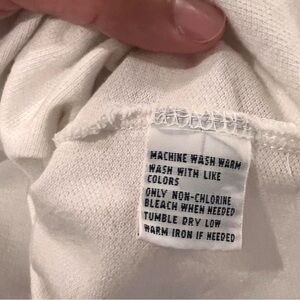 MACHINE WASH WARM
WASH WITH LIKE
COLORS
ONLY NON-CHLORINE
BLEACH WHEN NEEDED
TUMBLE DRY LOW
WARM IRON IF NEEDED